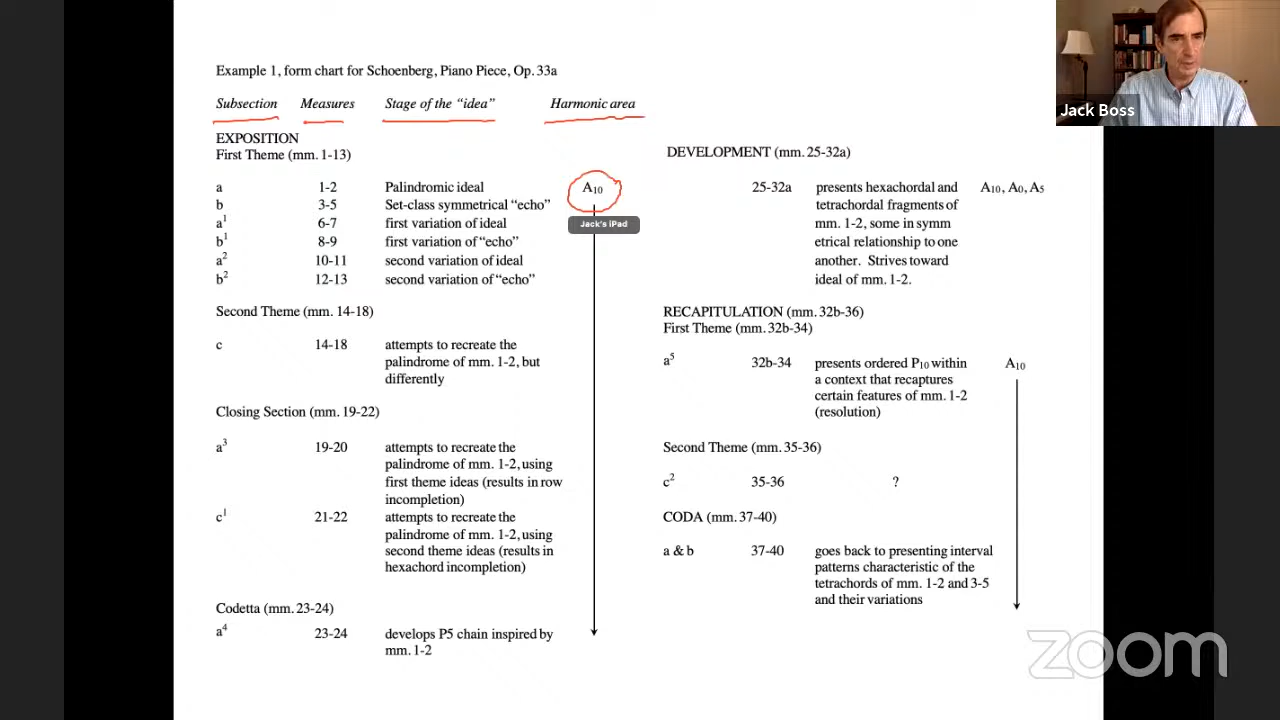 Example 1, form chart for Schoenberg, Piano Piece, Op. 33a
Subsection Measures Stage of the “idea” Harmonic area
EXPOSITION
First Theme (mm. 1-13)
a 1-2 Palindromic ideal A10
b 3-5 Set-class symmetrical “echo”
Jack's iPad
a1 6-7 first variation of ideal
b1 8-9 first variation of “echo”
a2 10-11 second variation of ideal
b2 12-13 second variation of “echo”
Second Theme (mm. 14-18)
c 14-18 attempts to recreate the
palindrome of mm. 1-2, but
differently
Closing Section (mm. 19-22)
a3 19-20 attempts to recreate the
palindrome of mm. 1-2, using
first theme ideas (results in row
incompletion)
c1 21-22 attempts to recreate the
palindrome of mm. 1-2, using
second theme ideas (results in
hexachord incompletion)
Codetta (mm. 23-24)
a4 23-24 develops P5 chain inspired by
mm. 1-2
DEVELOPMENT (mm. 25-32a)
25-32a presents hexachordal and A10, A0, A5
tetrachordal fragments of
mm. 1-2, some in symm
etrical relationship to one
another. Strives toward
ideal of mm. 1-2.
RECAPITULATION (mm. 32b-36)
First Theme (mm. 32b-34)
a5 32b-34 presents ordered P10 within A10
a context that recaptures
certain features of mm. 1-2
(resolution)
Second Theme (mm. 35-36)
c2 35-36 ?
CODA (mm. 37-40)
a & b 37-40 goes back to presenting interval
patterns characteristic of the
tetrachords of mm. 1-2 and 3-5
and their variations
Jack Boss
zoom